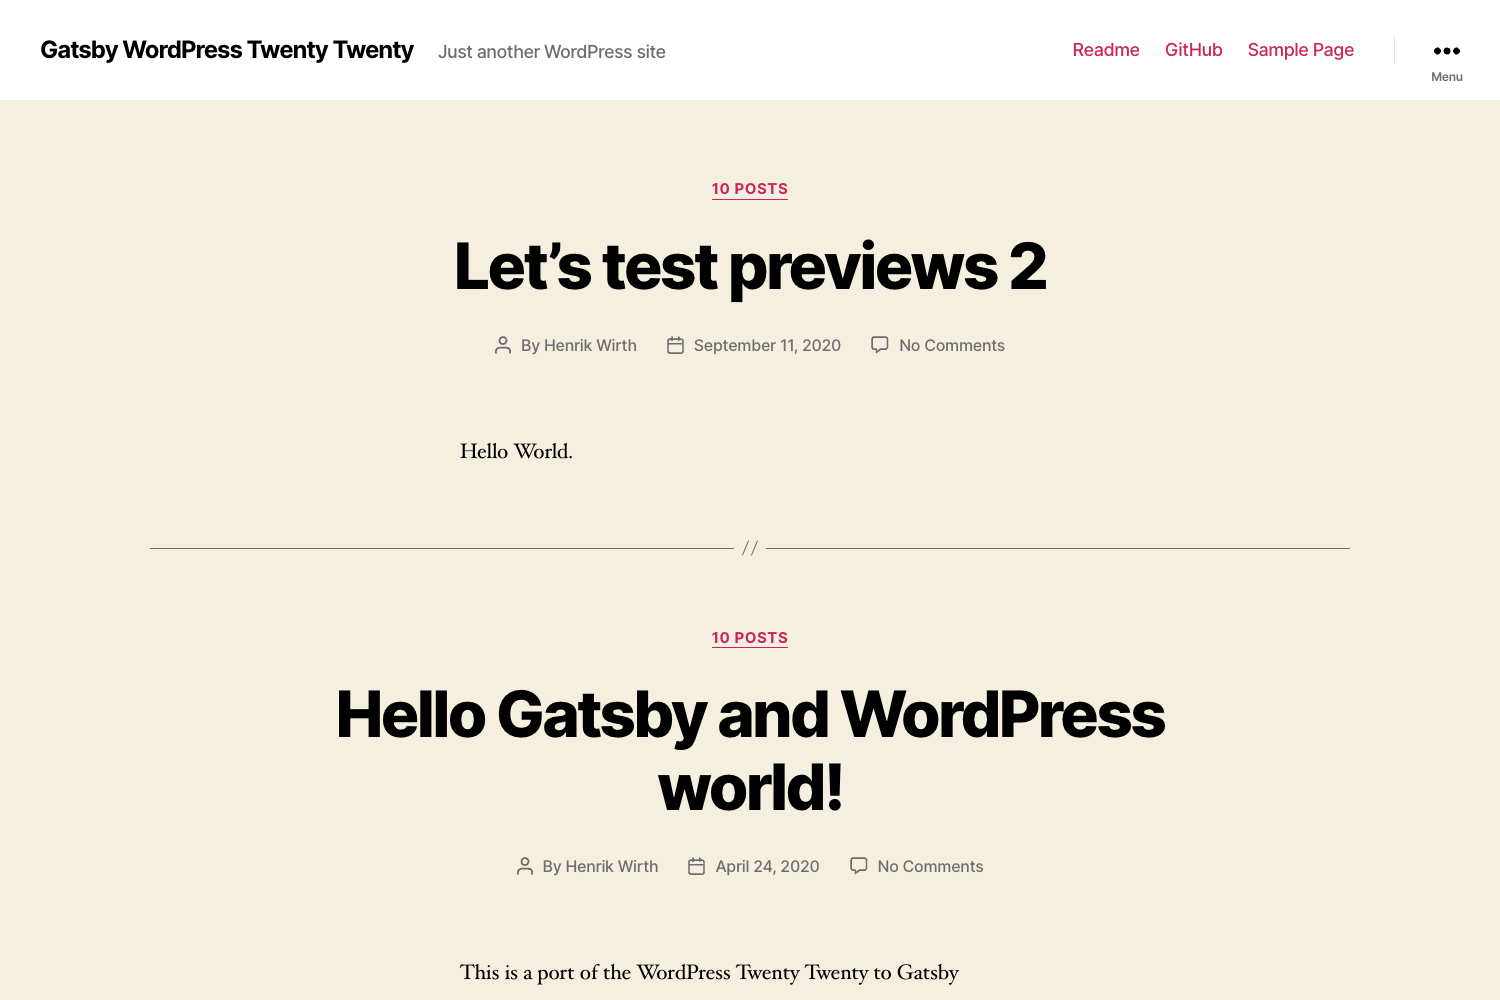 Gatsby WordPress Twenty Twenty Just another WordPress site Readme GitHub Sample Page
Menu
10 POSTS
Let’s test previews 2
By Henrik Wirth September 11, 2020 No Comments
Hello World.
//
10 POSTS
Hello Gatsby and WordPress
world!
By Henrik Wirth April 24, 2020 No Comments
This is a port of the WordPress Twenty Twenty to Gatsby